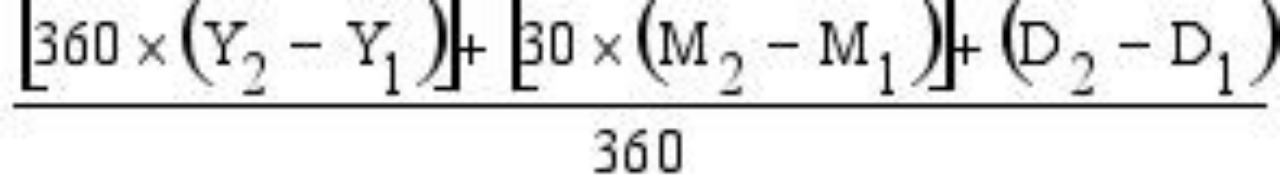 [360 × (Y₂ − Y₁)] + [30 × (M₂ − M₁)] + (D₂ − D₁)
360